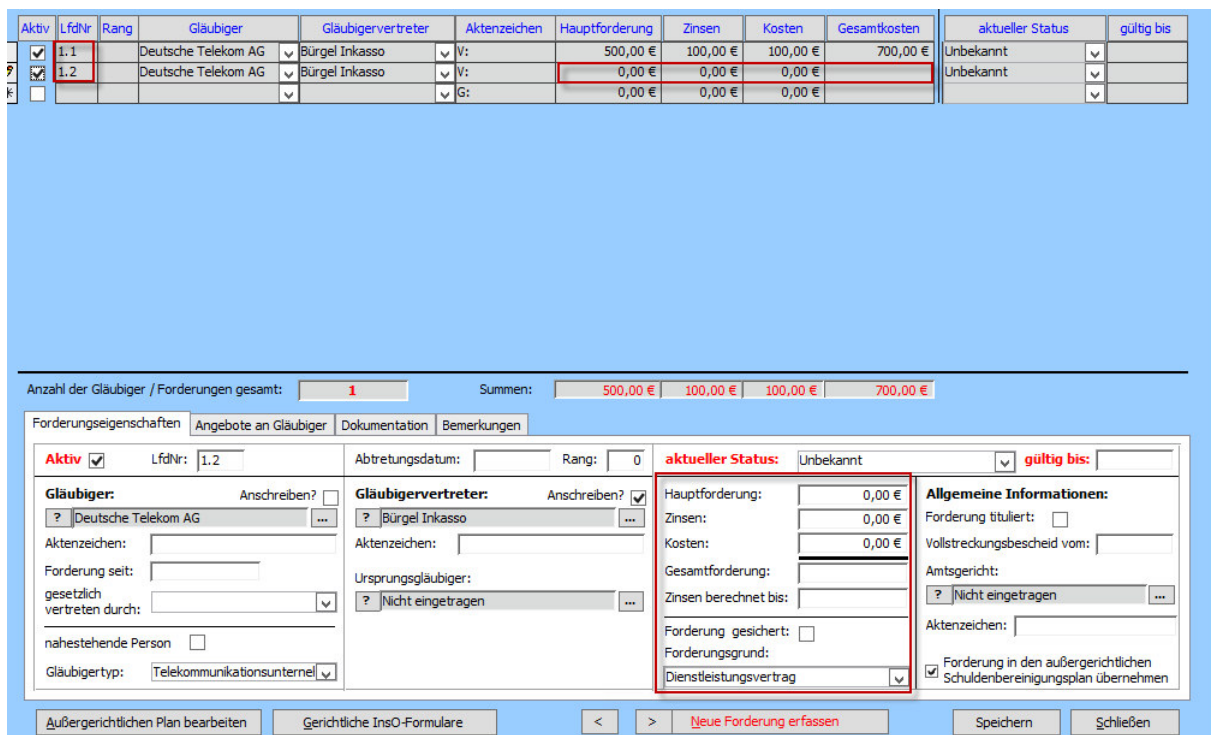 Aktiv LfdNr Rang Gläubiger Gläubigervertreter Aktenzeichen Hauptforderung Zinsen Kosten Gesamtkosten aktueller Status gültig bis
1.1 Deutsche Telekom AG Bürgel Inkasso V: 500,00 € 100,00 € 100,00 € 700,00 € Unbekannt
1.2 Deutsche Telekom AG Bürgel Inkasso V: 0,00 € 0,00 € 0,00 € Unbekannt
* G: 0,00 € 0,00 € 0,00 €
Anzahl der Gläubiger / Forderungen gesamt: 1 Summen: 500,00 € 100,00 € 100,00 € 700,00 €
Forderungseigenschaften Angebote an Gläubiger Dokumentation Bemerkungen
Aktiv LfdNr: 1.2 Abtretungsdatum: Rang: 0 aktueller Status: Unbekannt gültig bis:
Gläubiger: Anschreiben? Gläubigervertreter: Anschreiben? Hauptforderung: 0,00 € Allgemeine Informationen:
? Deutsche Telekom AG ... ? Bürgel Inkasso ... Zinsen: 0,00 € Forderung tituliert:
Aktenzeichen: Aktenzeichen: Kosten: 0,00 € Vollstreckungsbescheid vom:
Forderung seit: Ursprungsgläubiger: Gesamtforderung: Amtsgericht:
gesetzlich
vertreten durch: ? Nicht eingetragen ... Zinsen berechnet bis: ? Nicht eingetragen ...
nahestehende Person Forderung gesichert: Aktenzeichen:
Forderungsgrund:
Gläubigertyp: Telekommunikationsunternel Dienstleistungsvertrag Forderung in den außergerichtlichen
Schuldenbereinigungsplan übernehmen
Außergerichtlichen Plan bearbeiten Gerichtliche InsO-Formulare < > Neue Forderung erfassen Speichern Schließen